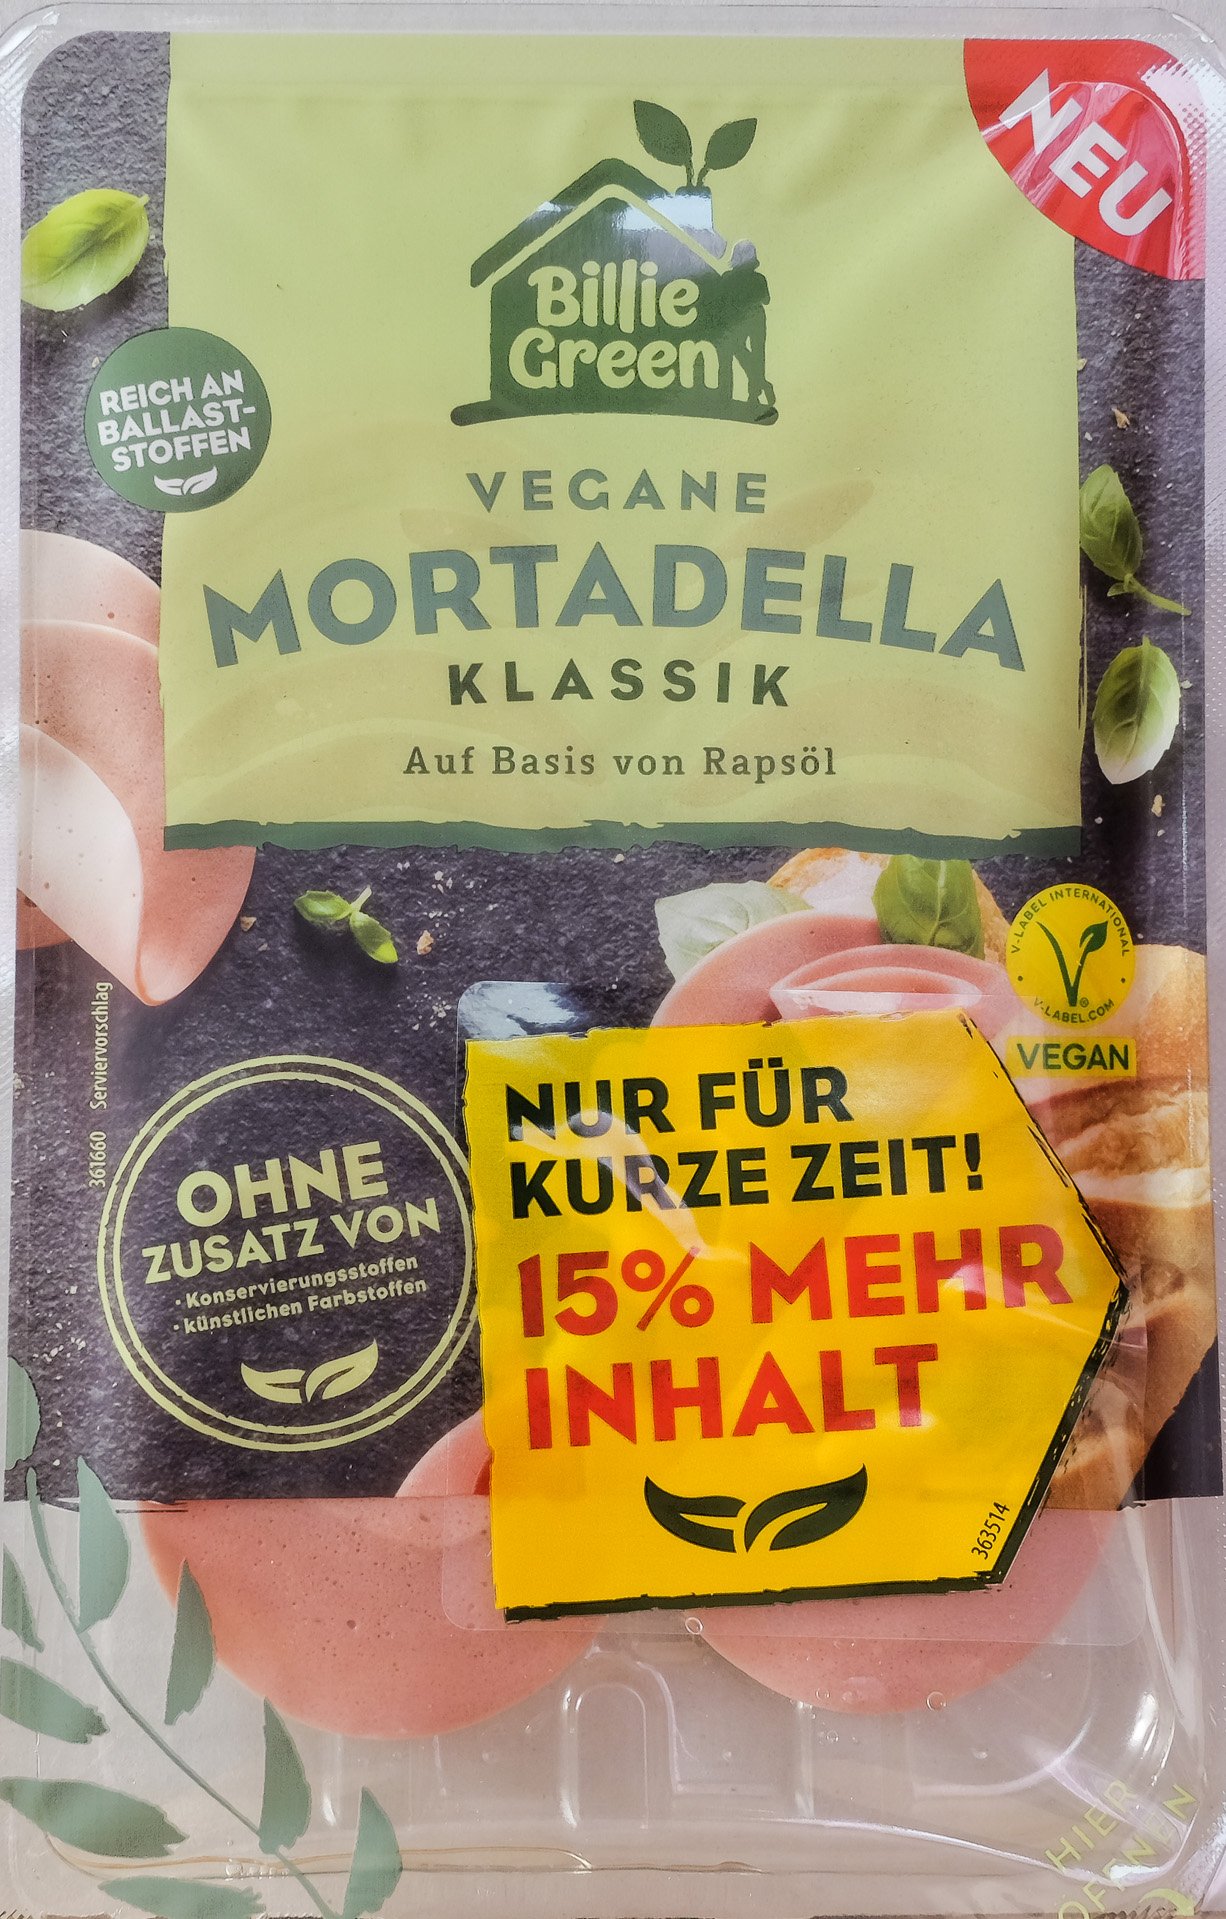 NEU
Billie
Green
REICH AN
BALLAST-
STOFFEN
VEGANE
MORTADELLA
KLASSIK
Auf Basis von Rapsöl
V-LABEL INTERNATIONAL
®
V-LABEL.COM
VEGAN
361660 Serviervorschlag
OHNE
ZUSATZ VON
• Konservierungsstoffen
• künstlichen Farbstoffen
NUR FÜR
KURZE ZEIT!
15% MEHR
INHALT
363514
HIER
ÖFFNEN